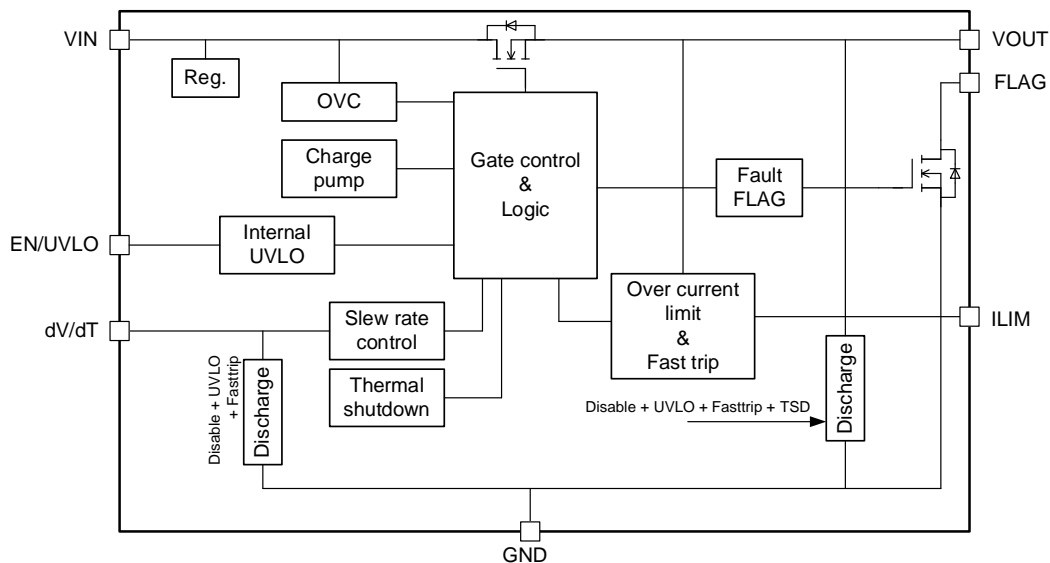 VIN
VOUT
Reg.
OVC
FLAG
Charge
pump
Gate control
&
Logic
Fault
FLAG
EN/UVLO
Internal
UVLO
dV/dT
Slew rate
control
Over current
limit
&
Fast trip
ILIM
Disable + UVLO
+ Fasttrip
Discharge
Thermal
shutdown
Disable + UVLO + Fasttrip + TSD
Discharge
GND